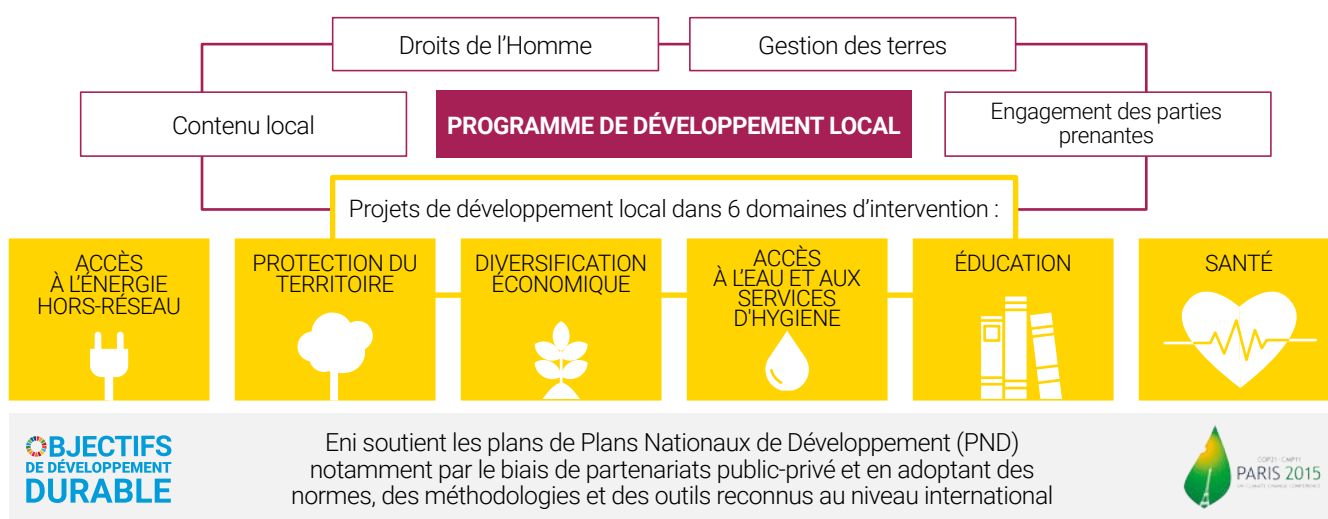 Droits de l’Homme
Gestion des terres
Contenu local
PROGRAMME DE DÉVELOPPEMENT LOCAL
Engagement des parties
prenantes
Projets de développement local dans 6 domaines d’intervention :
ACCÈS
À L’ÉNERGIE
HORS-RÉSEAU
PROTECTION DU
TERRITOIRE
DIVERSIFICATION
ÉCONOMIQUE
ACCÈS
À L’EAU ET AUX
SERVICES
D'HYGIENE
ÉDUCATION
SANTÉ
OBJECTIFS
DE DÉVELOPPEMENT
DURABLE
Eni soutient les plans de Plans Nationaux de Développement (PND)
notamment par le biais de partenariats public-privé et en adoptant des
normes, des méthodologies et des outils reconnus au niveau international
COP21 · CMP11
PARIS 2015
UN CLIMATE CHANGE CONFERENCE